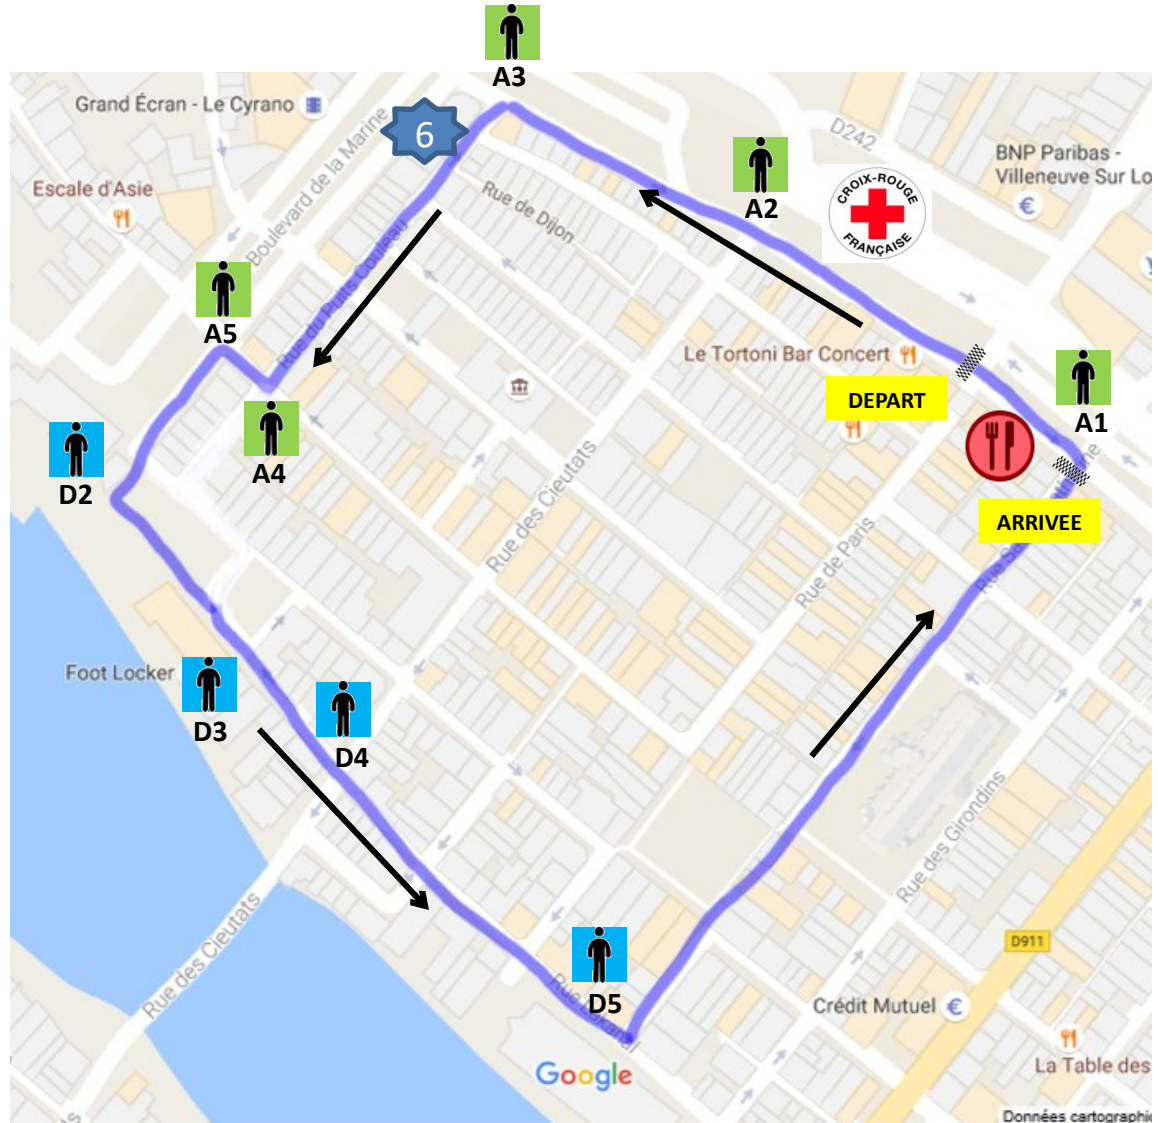 A3
Grand Écran - Le Cyrano
6
Boulevard de la Marine
D242
BNP Paribas -
Villeneuve Sur Lo
€
CROIX-ROUGE
FRANÇAISE
A2
Escale d'Asie
Rue de Dijon
Rue du Puits Couleau
A5
Le Tortoni Bar Concert
DEPART
A1
A4
D2
ARRIVEE
Rue des Cieutats
Rue de Paris
Foot Locker
D3
D4
Rue des Girondins
D911
Rue des Cieutats
D5
Rue Lakanal
Crédit Mutuel
€
Google
La Table des
Données cartographiq